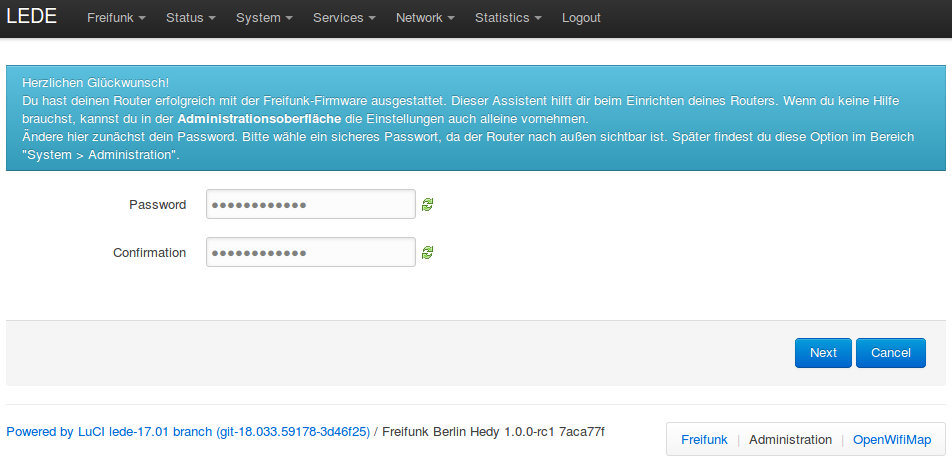 LEDE Freifunk Status System Services Network Statistics Logout
Herzlichen Glückwunsch!
Du hast deinen Router erfolgreich mit der Freifunk-Firmware ausgestattet. Dieser Assistent hilft dir beim Einrichten deines Routers. Wenn du keine Hilfe
brauchst, kannst du in der Administrationsoberfläche die Einstellungen auch alleine vornehmen.
Ändere hier zunächst dein Password. Bitte wähle ein sicheres Passwort, da der Router nach außen sichtbar ist. Später findest du diese Option im Bereich
"System > Administration".
Password ••••••••••••
Confirmation ••••••••••••
Next Cancel
Powered by LuCI lede-17.01 branch (git-18.033.59178-3d46f25) / Freifunk Berlin Hedy 1.0.0-rc1 7aca77f
Freifunk | Administration | OpenWifiMap